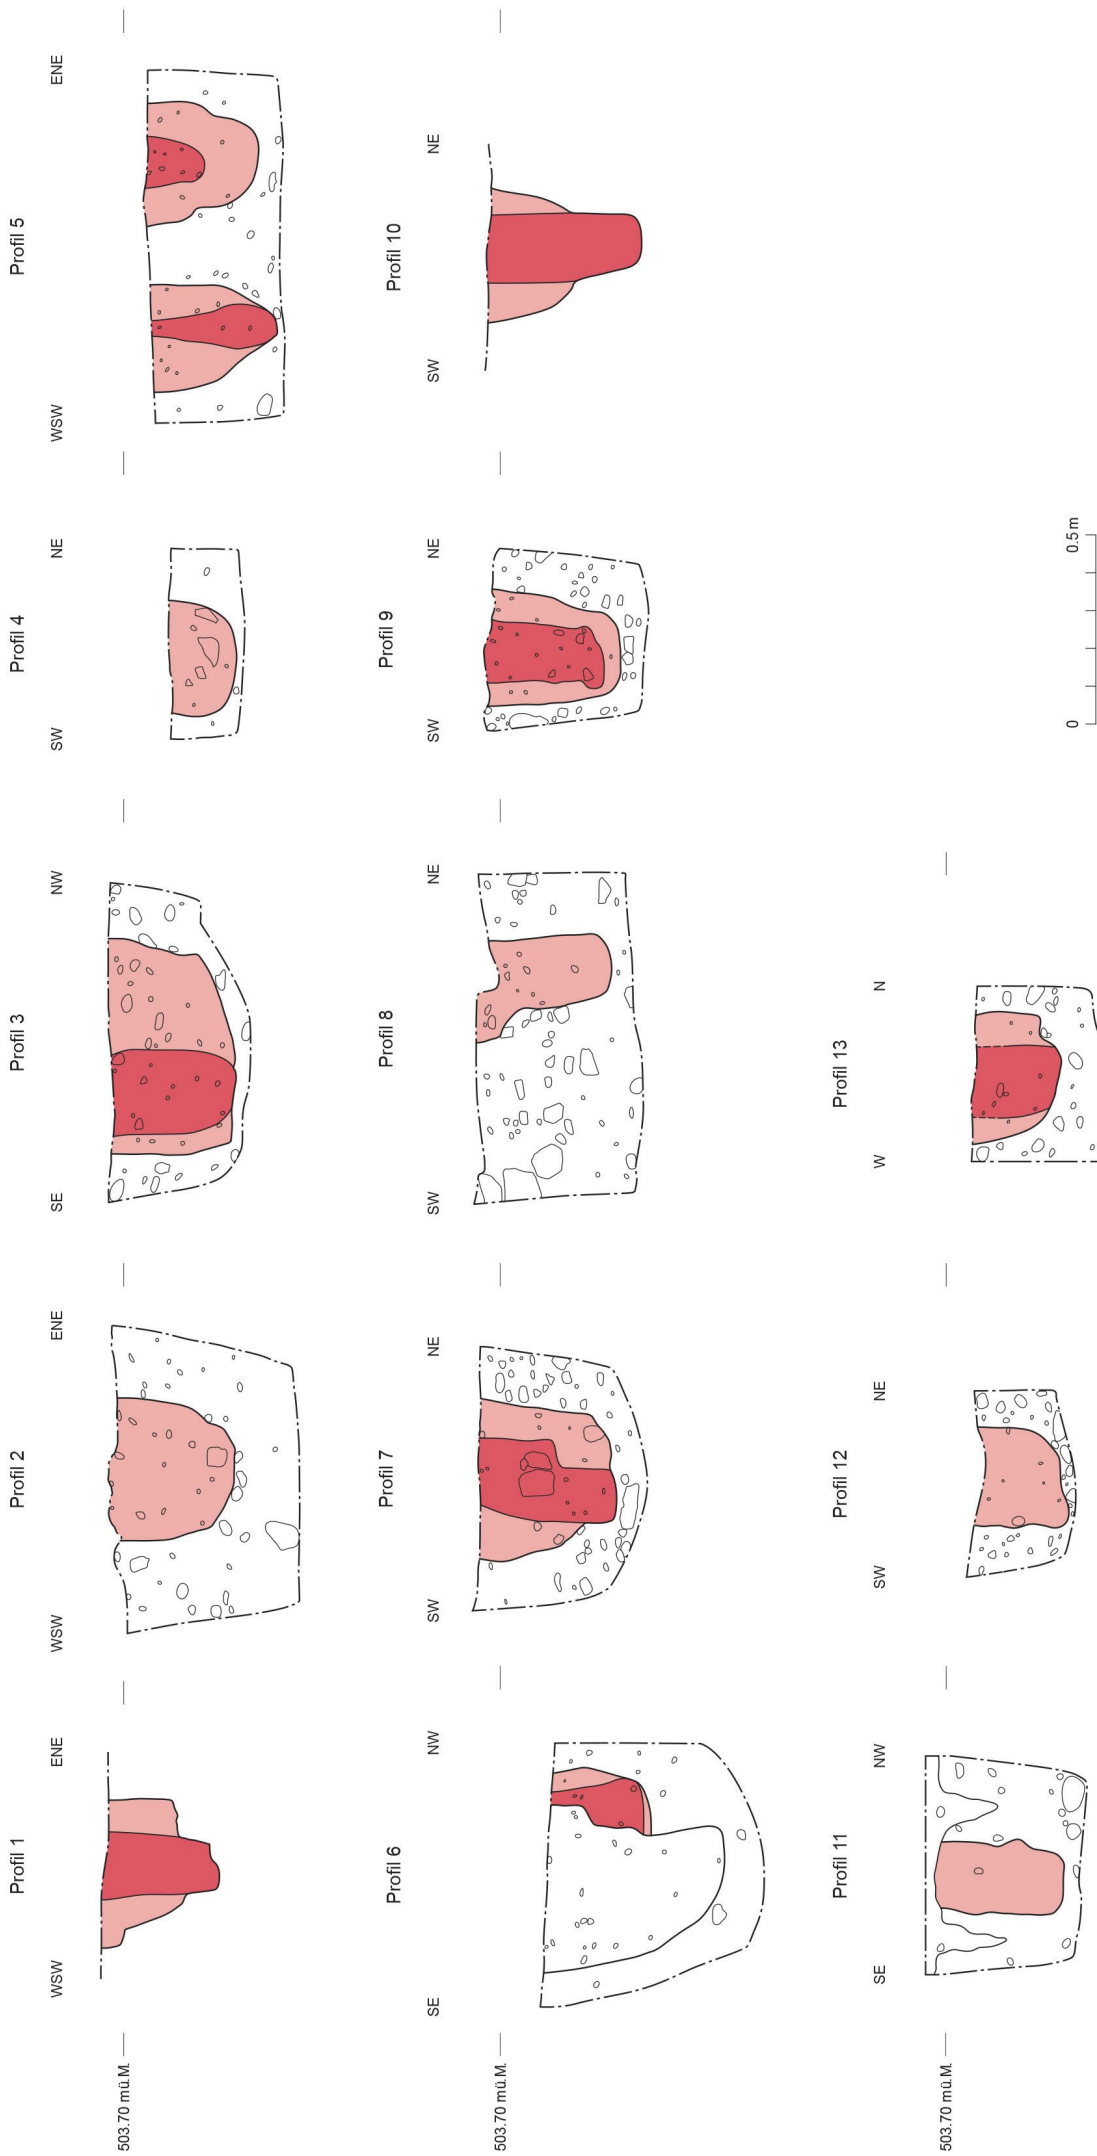 Profil 1
WSW
ENE
Profil 2
WSW
ENE
Profil 3
SE
NW
Profil 4
SW
NE
Profil 5
WSW
ENE
503.70 mü.M.
Profil 6
SE
NW
Profil 7
SW
NE
Profil 8
SW
NE
Profil 9
SW
NE
Profil 10
SW
NE
503.70 mü.M.
Profil 11
SE
NW
Profil 12
SW
NE
Profil 13
W
N
503.70 mü.M.
0
0.5 m